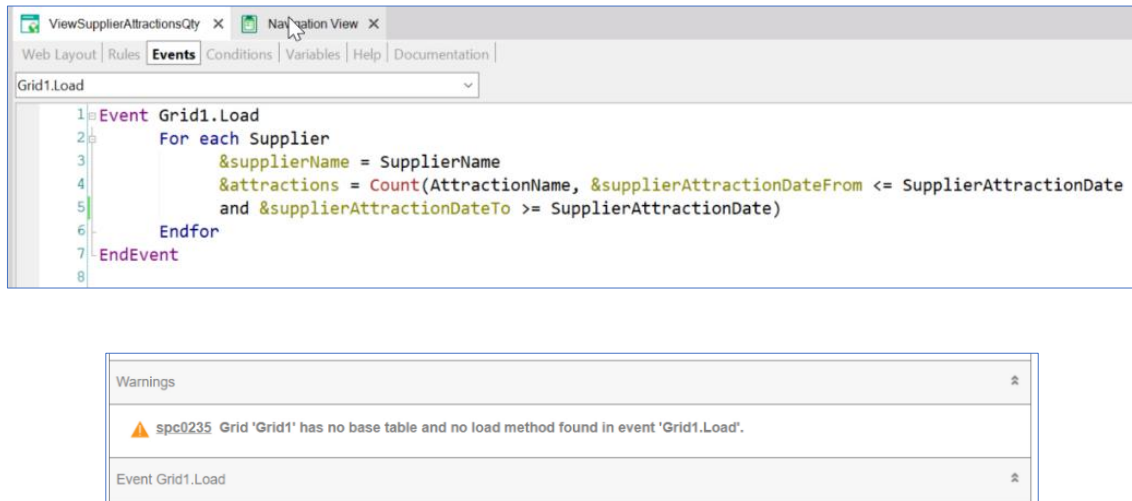 ViewSupplierAttractionsQty X Navigation View X
Web Layout | Rules | Events | Conditions | Variables | Help | Documentation |
Grid1.Load
1 Event Grid1.Load
2 For each Supplier
3 &supplierName = SupplierName
4 &attractions = Count(AttractionName, &supplierAttractionDateFrom <= SupplierAttractionDate
5 and &supplierAttractionDateTo >= SupplierAttractionDate)
6 Endfor
7 EndEvent
8
Warnings
spc0235 Grid 'Grid1' has no base table and no load method found in event 'Grid1.Load'.
Event Grid1.Load